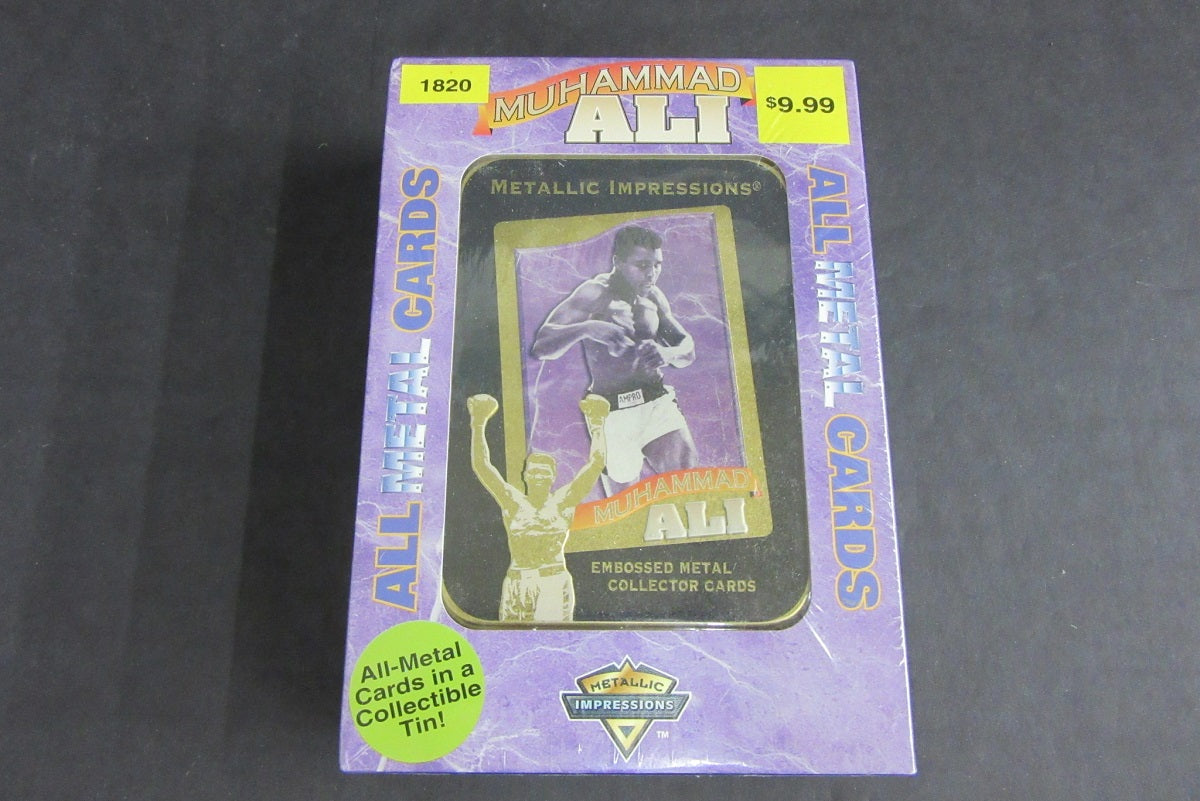 1820
MUHAMMAD
ALI
$9.99
ALL METAL CARDS
ALL METAL CARDS
METALLIC IMPRESSIONS®
AMPRO
MUHAMMAD
ALI
EMBOSSED METAL
COLLECTOR CARDS
All-Metal
Cards in a
Collectible
Tin!
METALLIC
IMPRESSIONS
TM